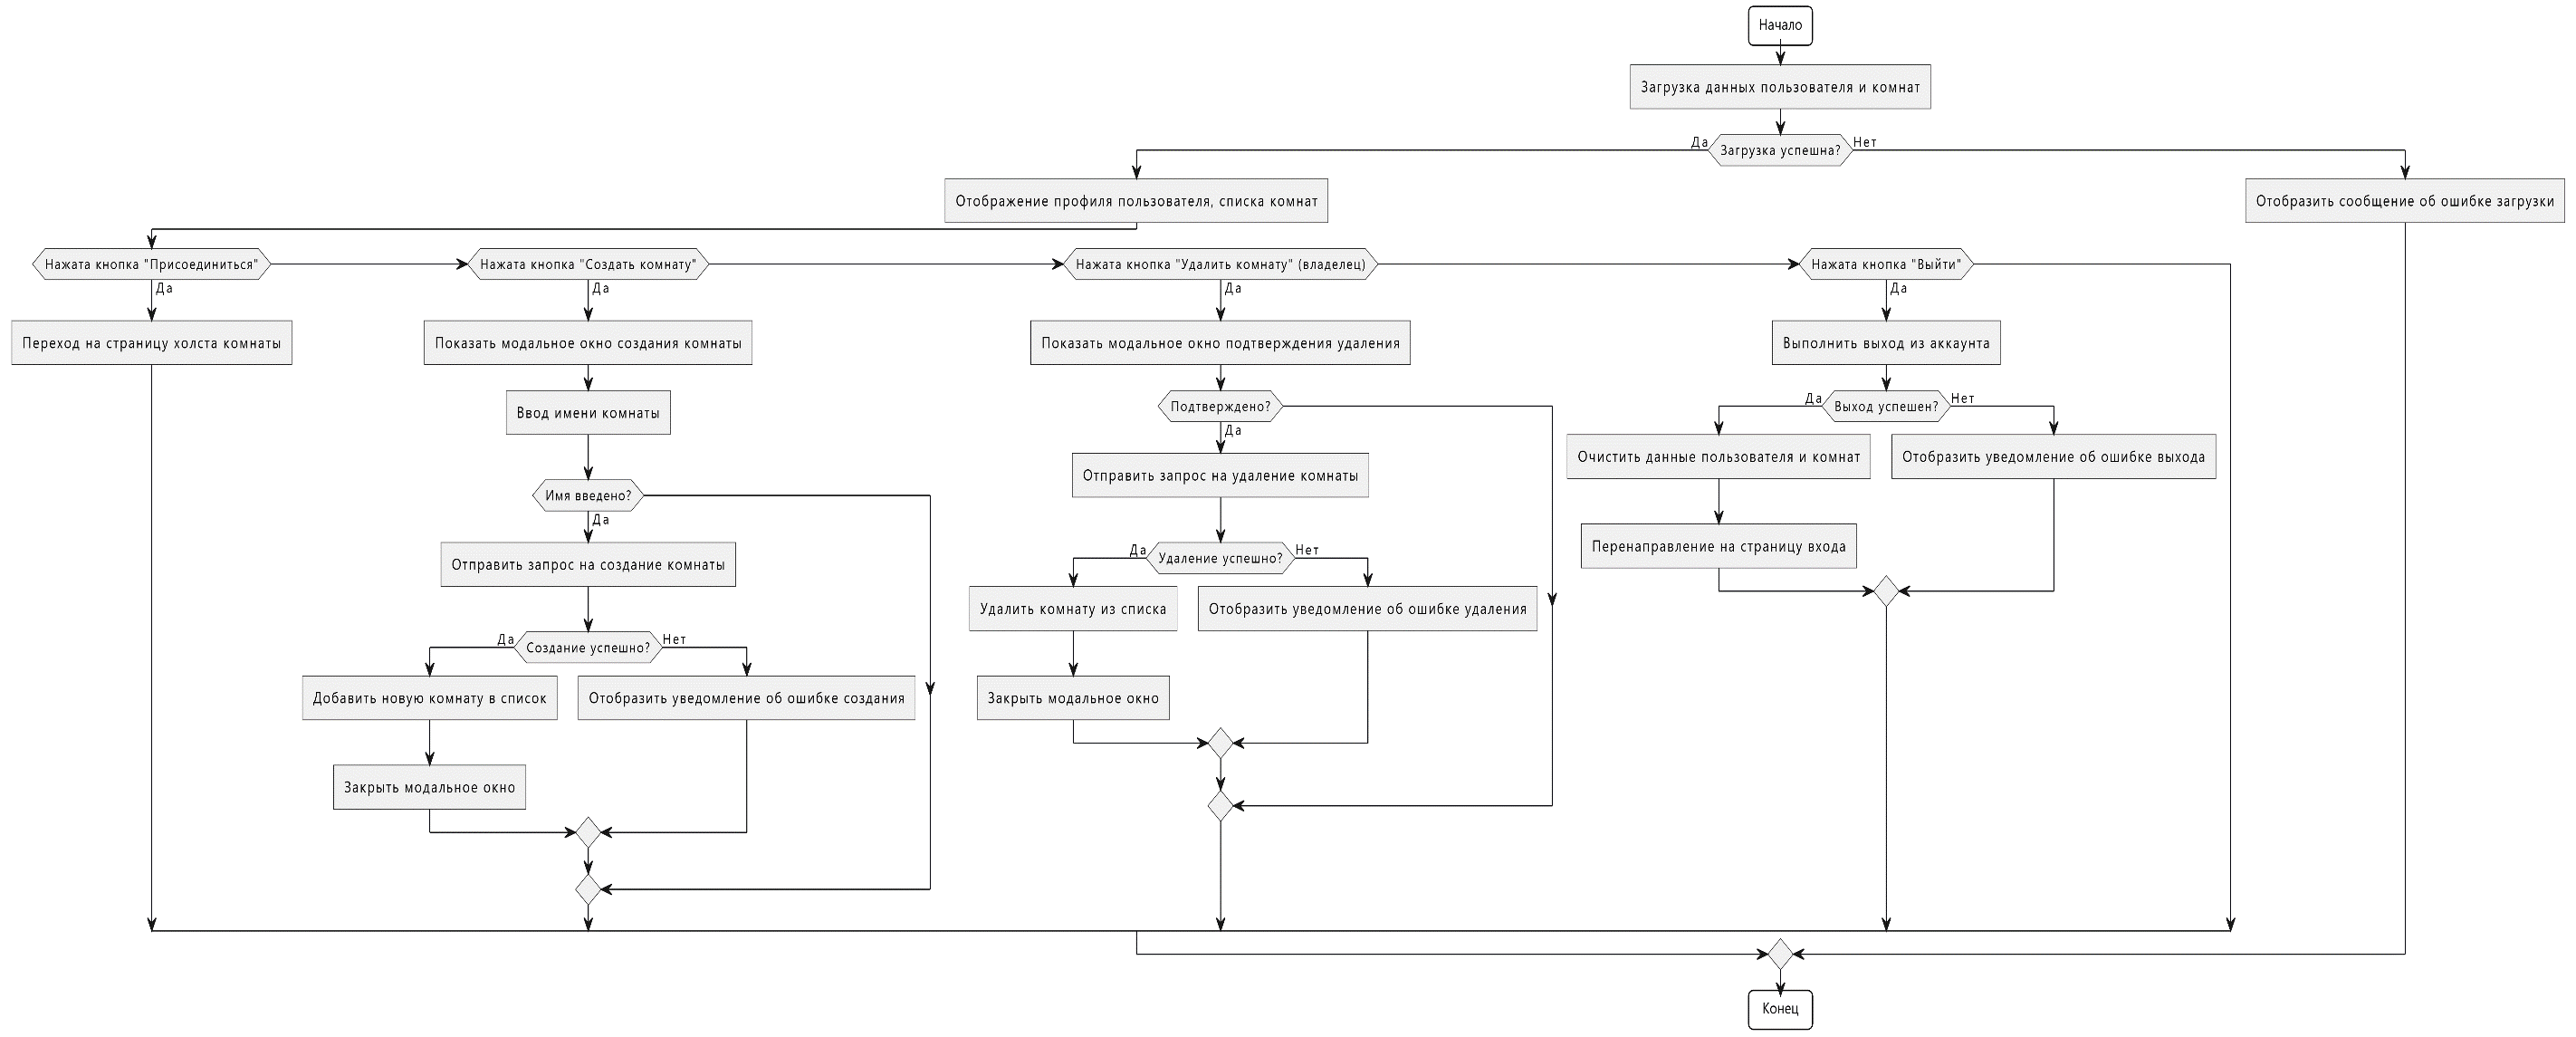 Начало
Загрузка данных пользователя и комнат
Да
Загрузка успешна?
Нет
Отображение профиля пользователя, списка комнат
Отобразить сообщение об ошибке загрузки
Нажата кнопка "Присоединиться"
Нажата кнопка "Создать комнату"
Нажата кнопка "Удалить комнату" (владелец)
Нажата кнопка "Выйти"
Да
Да
Да
Да
Переход на страницу холста комнаты
Показать модальное окно создания комнаты
Показать модальное окно подтверждения удаления
Выполнить выход из аккаунта
Ввод имени комнаты
Подтверждено?
Да
Выход успешен?
Нет
Да
Очистить данные пользователя и комнат
Отобразить уведомление об ошибке выхода
Отправить запрос на удаление комнаты
Имя введено?
Да
Перенаправление на страницу входа
Отправить запрос на создание комнаты
Да
Удаление успешно?
Нет
Удалить комнату из списка
Отобразить уведомление об ошибке удаления
Да
Создание успешно?
Нет
Добавить новую комнату в список
Отобразить уведомление об ошибке создания
Закрыть модальное окно
Закрыть модальное окно
Конец